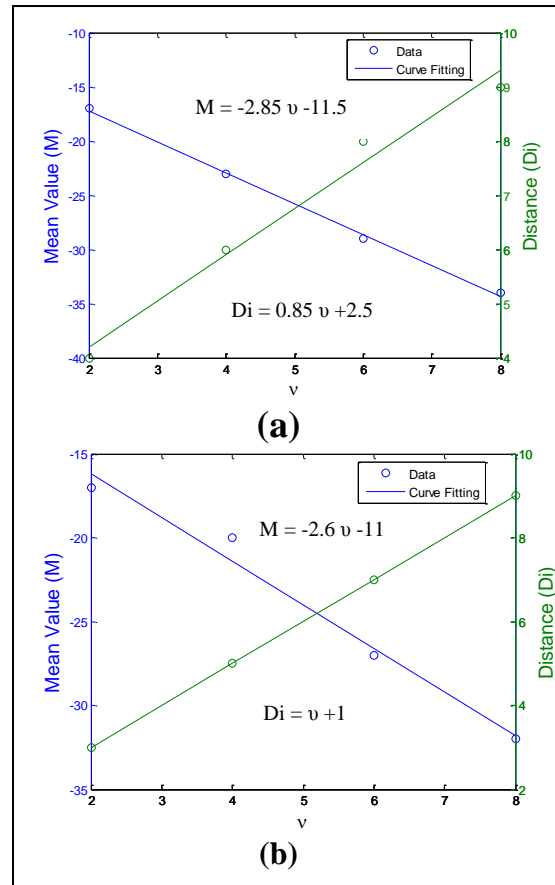 Data
Curve Fitting
M = -2.85 υ -11.5
Di = 0.85 υ +2.5
Mean Value (M)
-10
-15
-20
-25
-30
-35
-40
Distance (Di)
10
9
8
7
6
5
4
2 3 4 5 6 7 8
ν
(a)
Data
Curve Fitting
M = -2.6 υ -11
Di = υ +1
Mean Value (M)
-15
-20
-25
-30
35
Distance (Di)
10
8
6
4
2
2 3 4 5 6 7 8
ν
(b)